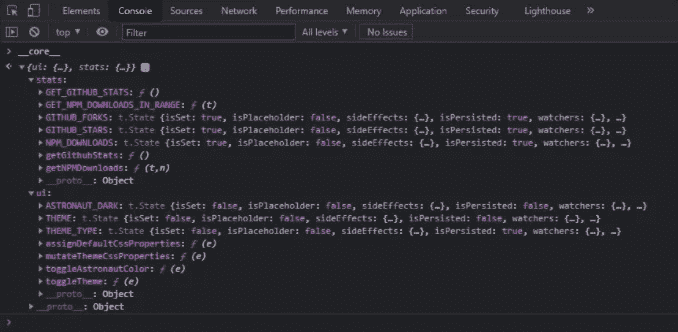 Elements Console Sources Network Performance Memory Application Security Lighthouse »
top ▾ Filter All levels ▾ No Issues
> __core__
‹· ▾{ui: {…}, stats: {…}} i
▾stats:
▸GET_GITHUB_STATS: ƒ ()
▸GET_NPM_DOWNLOADS_IN_RANGE: ƒ (t)
▸GITHUB_FORKS: t.State {isSet: true, isPlaceholder: false, sideEffects: {…}, isPersisted: true, watchers: {…}, …}
▸GITHUB_STARS: t.State {isSet: true, isPlaceholder: false, sideEffects: {…}, isPersisted: true, watchers: {…}, …}
▸NPM_DOWNLOADS: t.State {isSet: true, isPlaceholder: false, sideEffects: {…}, isPersisted: true, watchers: {…}, …}
▸getGithubStats: ƒ ()
▸getNPMDownloads: ƒ (t,n)
▸__proto__: Object
▾ui:
▸ASTRONAUT_DARK: t.State {isSet: false, isPlaceholder: false, sideEffects: {…}, isPersisted: true, watchers: {…}, …}
▸THEME: t.State {isSet: false, isPlaceholder: false, sideEffects: {…}, isPersisted: false, watchers: {…}, …}
▸THEME_TYPE: t.State {isSet: false, isPlaceholder: false, sideEffects: {…}, isPersisted: true, watchers: {…}, …}
▸assignDefaultCssProperties: ƒ (e)
▸mutateThemeCssProperties: ƒ (e)
▸toggleAstronautColor: ƒ (e)
▸toggleTheme: ƒ (e)
▸__proto__: Object
▸__proto__: Object
>